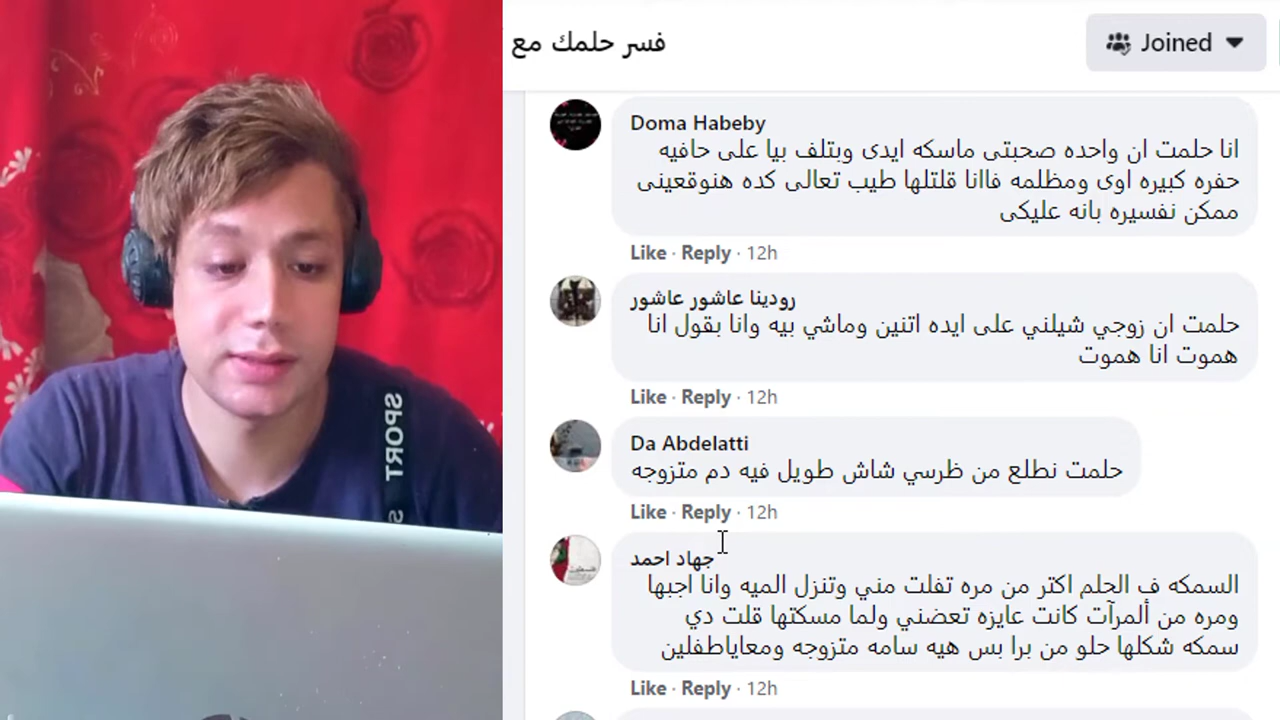 فسر حلمك مع
Joined
Doma Habeby
انا حلمت ان واحده صحبتى ماسكه ايدى وبتلف بيا على حافيه
حفره كبيره اوى ومظلمه فاانا قلتلها طيب تعالى كده هنوقعينى
ممكن نفسيره بانه عليكى
Like · Reply · 12h
رودينا عاشور عاشور
حلمت ان زوجي شيلني على ايده اتنين وماشي بيه وانا بقول انا
هموت انا هموت
Like · Reply · 12h
Da Abdelatti
حلمت نطلع من ظرسي شاش طويل فيه دم متزوجه
Like · Reply · 12h
جهاد احمد
السمكه ف الحلم اكتر من مره تفلت مني وتنزل الميه وانا اجبها
ومره من ألمرآت كانت عايزه تعضني ولما مسكتها قلت دي
سمكه شكلها حلو من برا بس هيه سامه متزوجه ومعاياطفلين
Like · Reply · 12h
SPORT